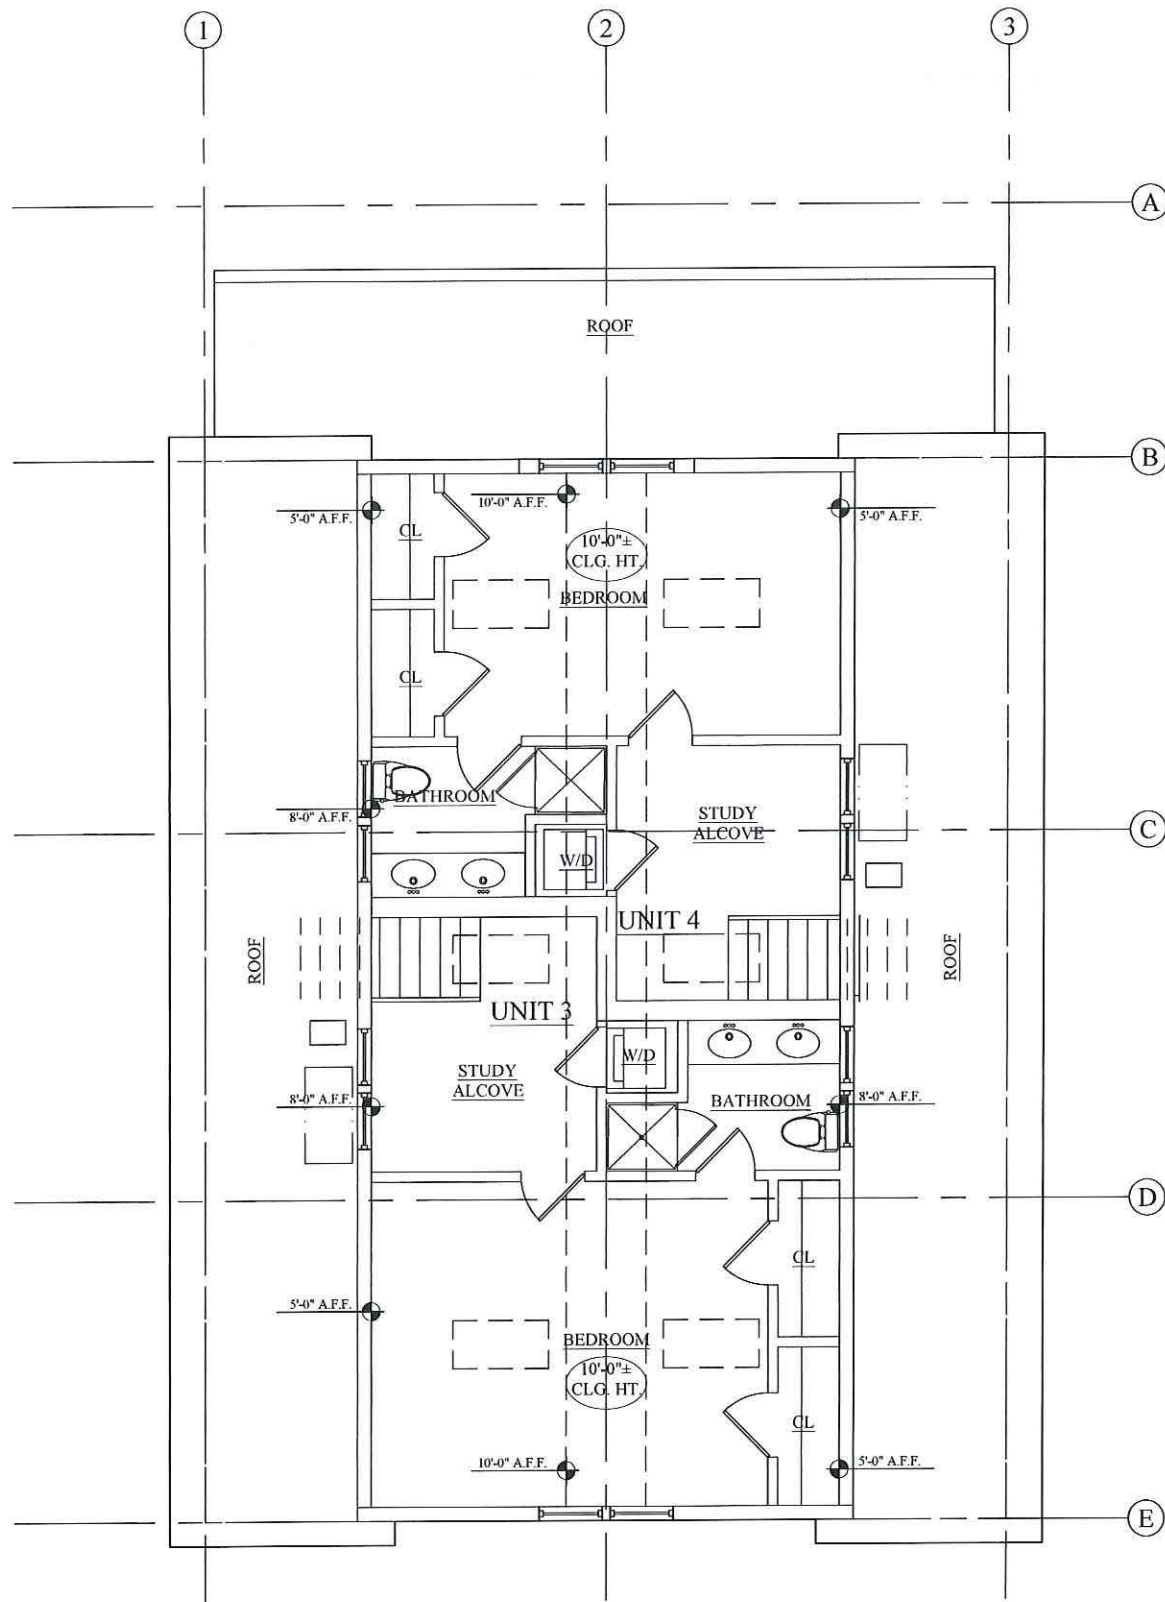 1
2
3
A
ROOF
B
5'-0" A.F.F.
10'-0" A.F.F.
5'-0" A.F.F.
CL
10'-0"±
CLG. HT.
BEDROOM
CL
BATHROOM
8'-0" A.F.F.
STUDY
ALCOVE
C
W/D
UNIT 4
ROOF
ROOF
UNIT 3
W/D
STUDY
ALCOVE
8'-0" A.F.F.
BATHROOM
8'-0" A.F.F.
D
CL
5'-0" A.F.F.
BEDROOM
10'-0"±
CLG. HT.
CL
10'-0" A.F.F.
5'-0" A.F.F.
E